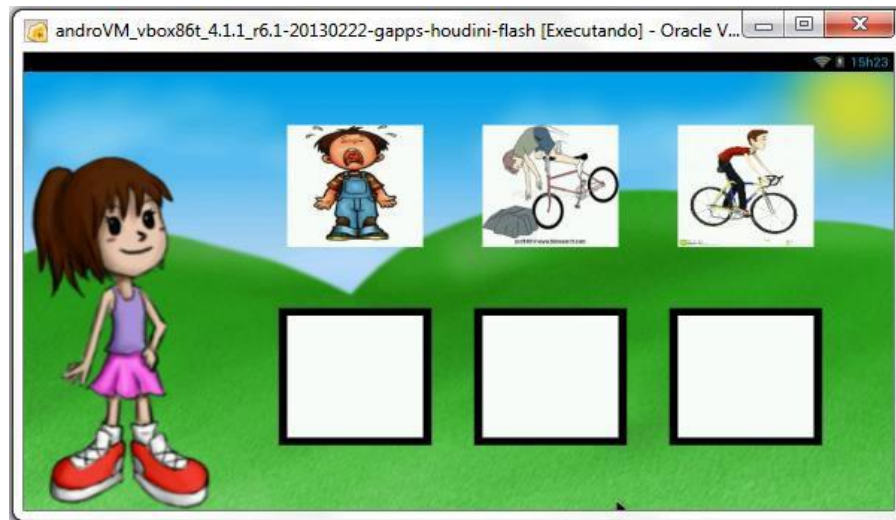 androVM_vbox86t_4.1.1_r6.1-20130222-gapps-houdini-flash [Executando] - Oracle V...
15h23